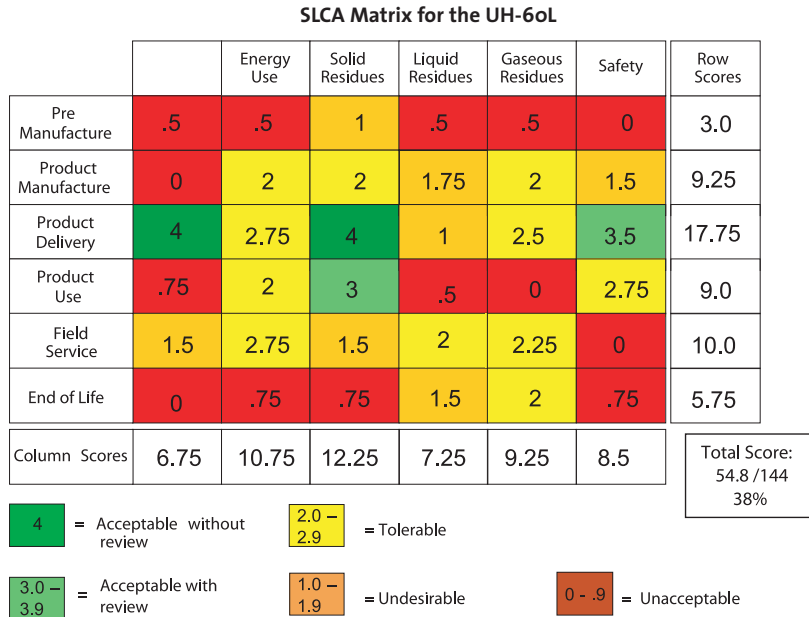 SLCA Matrix for the UH-6oL
Energy Use
Solid Residues
Liquid Residues
Gaseous Residues
Safety
Row Scores
Pre Manufacture
.5 .5 1 .5 .5 0 3.0
Product Manufacture
0 2 2 1.75 2 1.5 9.25
Product Delivery
4 2.75 4 1 2.5 3.5 17.75
Product Use
.75 2 3 .5 0 2.75 9.0
Field Service
1.5 2.75 1.5 2 2.25 0 10.0
End of Life
0 .75 .75 1.5 2 .75 5.75
Column Scores 6.75 10.75 12.25 7.25 9.25 8.5
Total Score:
54.8 /144
38%
4 = Acceptable without
review
2.0 –
2.9 = Tolerable
3.0 –
3.9 = Acceptable with
review
1.0 –
1.9 = Undesirable
0 - .9 = Unacceptable